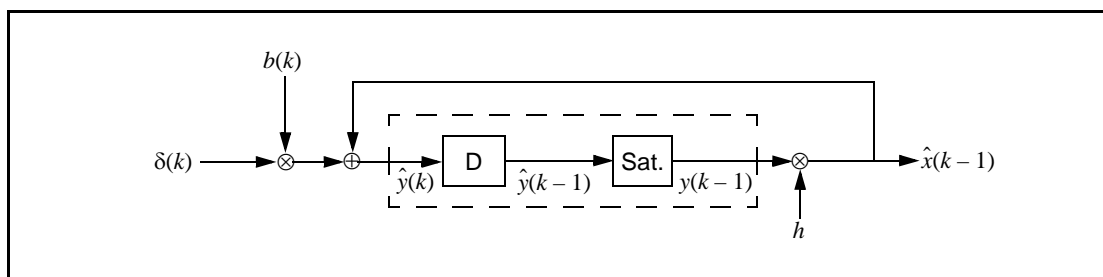 b(k)
δ(k)
⊗
⊕
ŷ(k)
D
ŷ(k – 1)
Sat.
y(k – 1)
⊗
x̂(k – 1)
h